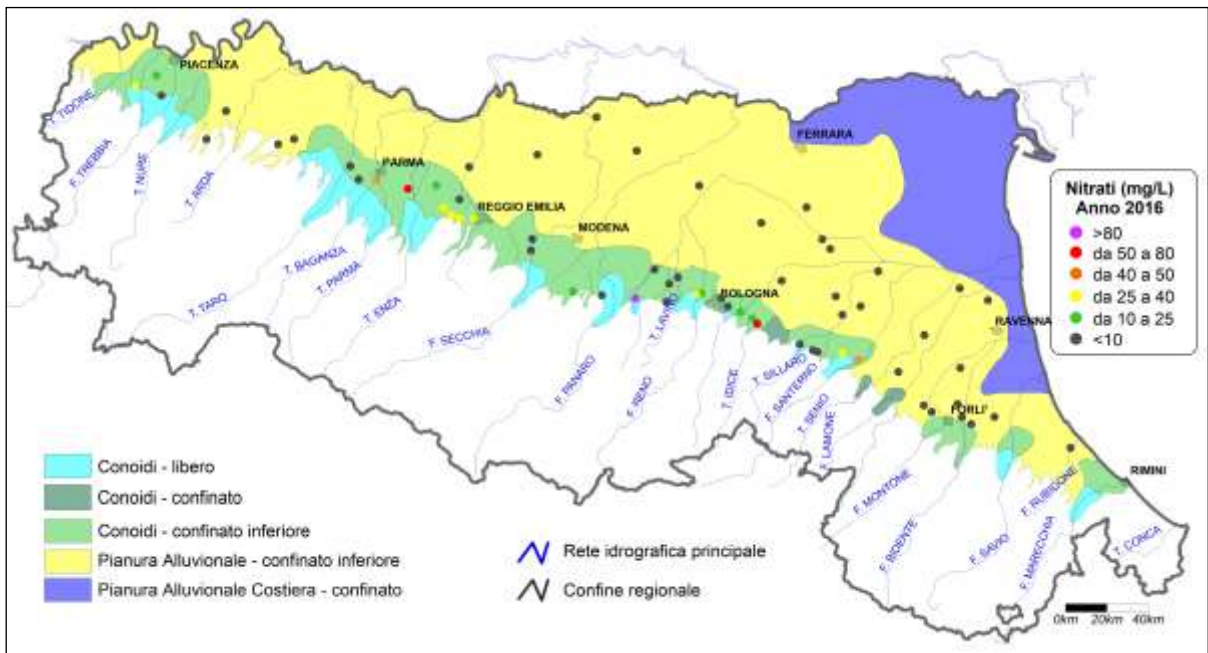 PIACENZA
T. TIDONE
F. TREBBIA
T. NURE
T. ARDA
PARMA
REGGIO EMILIA
MODENA
FERRARA
BOLOGNA
RAVENNA
FORLI'
RIMINI
T. TARO
T. BAGANZA
T. PARMA
T. ENZA
F. SECCHIA
F. PANARO
F. RENO
T. LAVINO
T. IDICE
T. SILLARO
F. SANTERNO
T. SENIO
F. LAMONE
F. MONTONE
F. BIDENTE
F. SAVIO
F. RUBICONE
F. MARECCHIA
T. CONCA
Nitrati (mg/L)
Anno 2016
>80
da 50 a 80
da 40 a 50
da 25 a 40
da 10 a 25
<10
Conoidi - libero
Conoidi - confinato
Conoidi - confinato inferiore
Pianura Alluvionale - confinato inferiore
Pianura Alluvionale Costiera - confinato
Rete idrografica principale
Confine regionale
0km 20km 40km